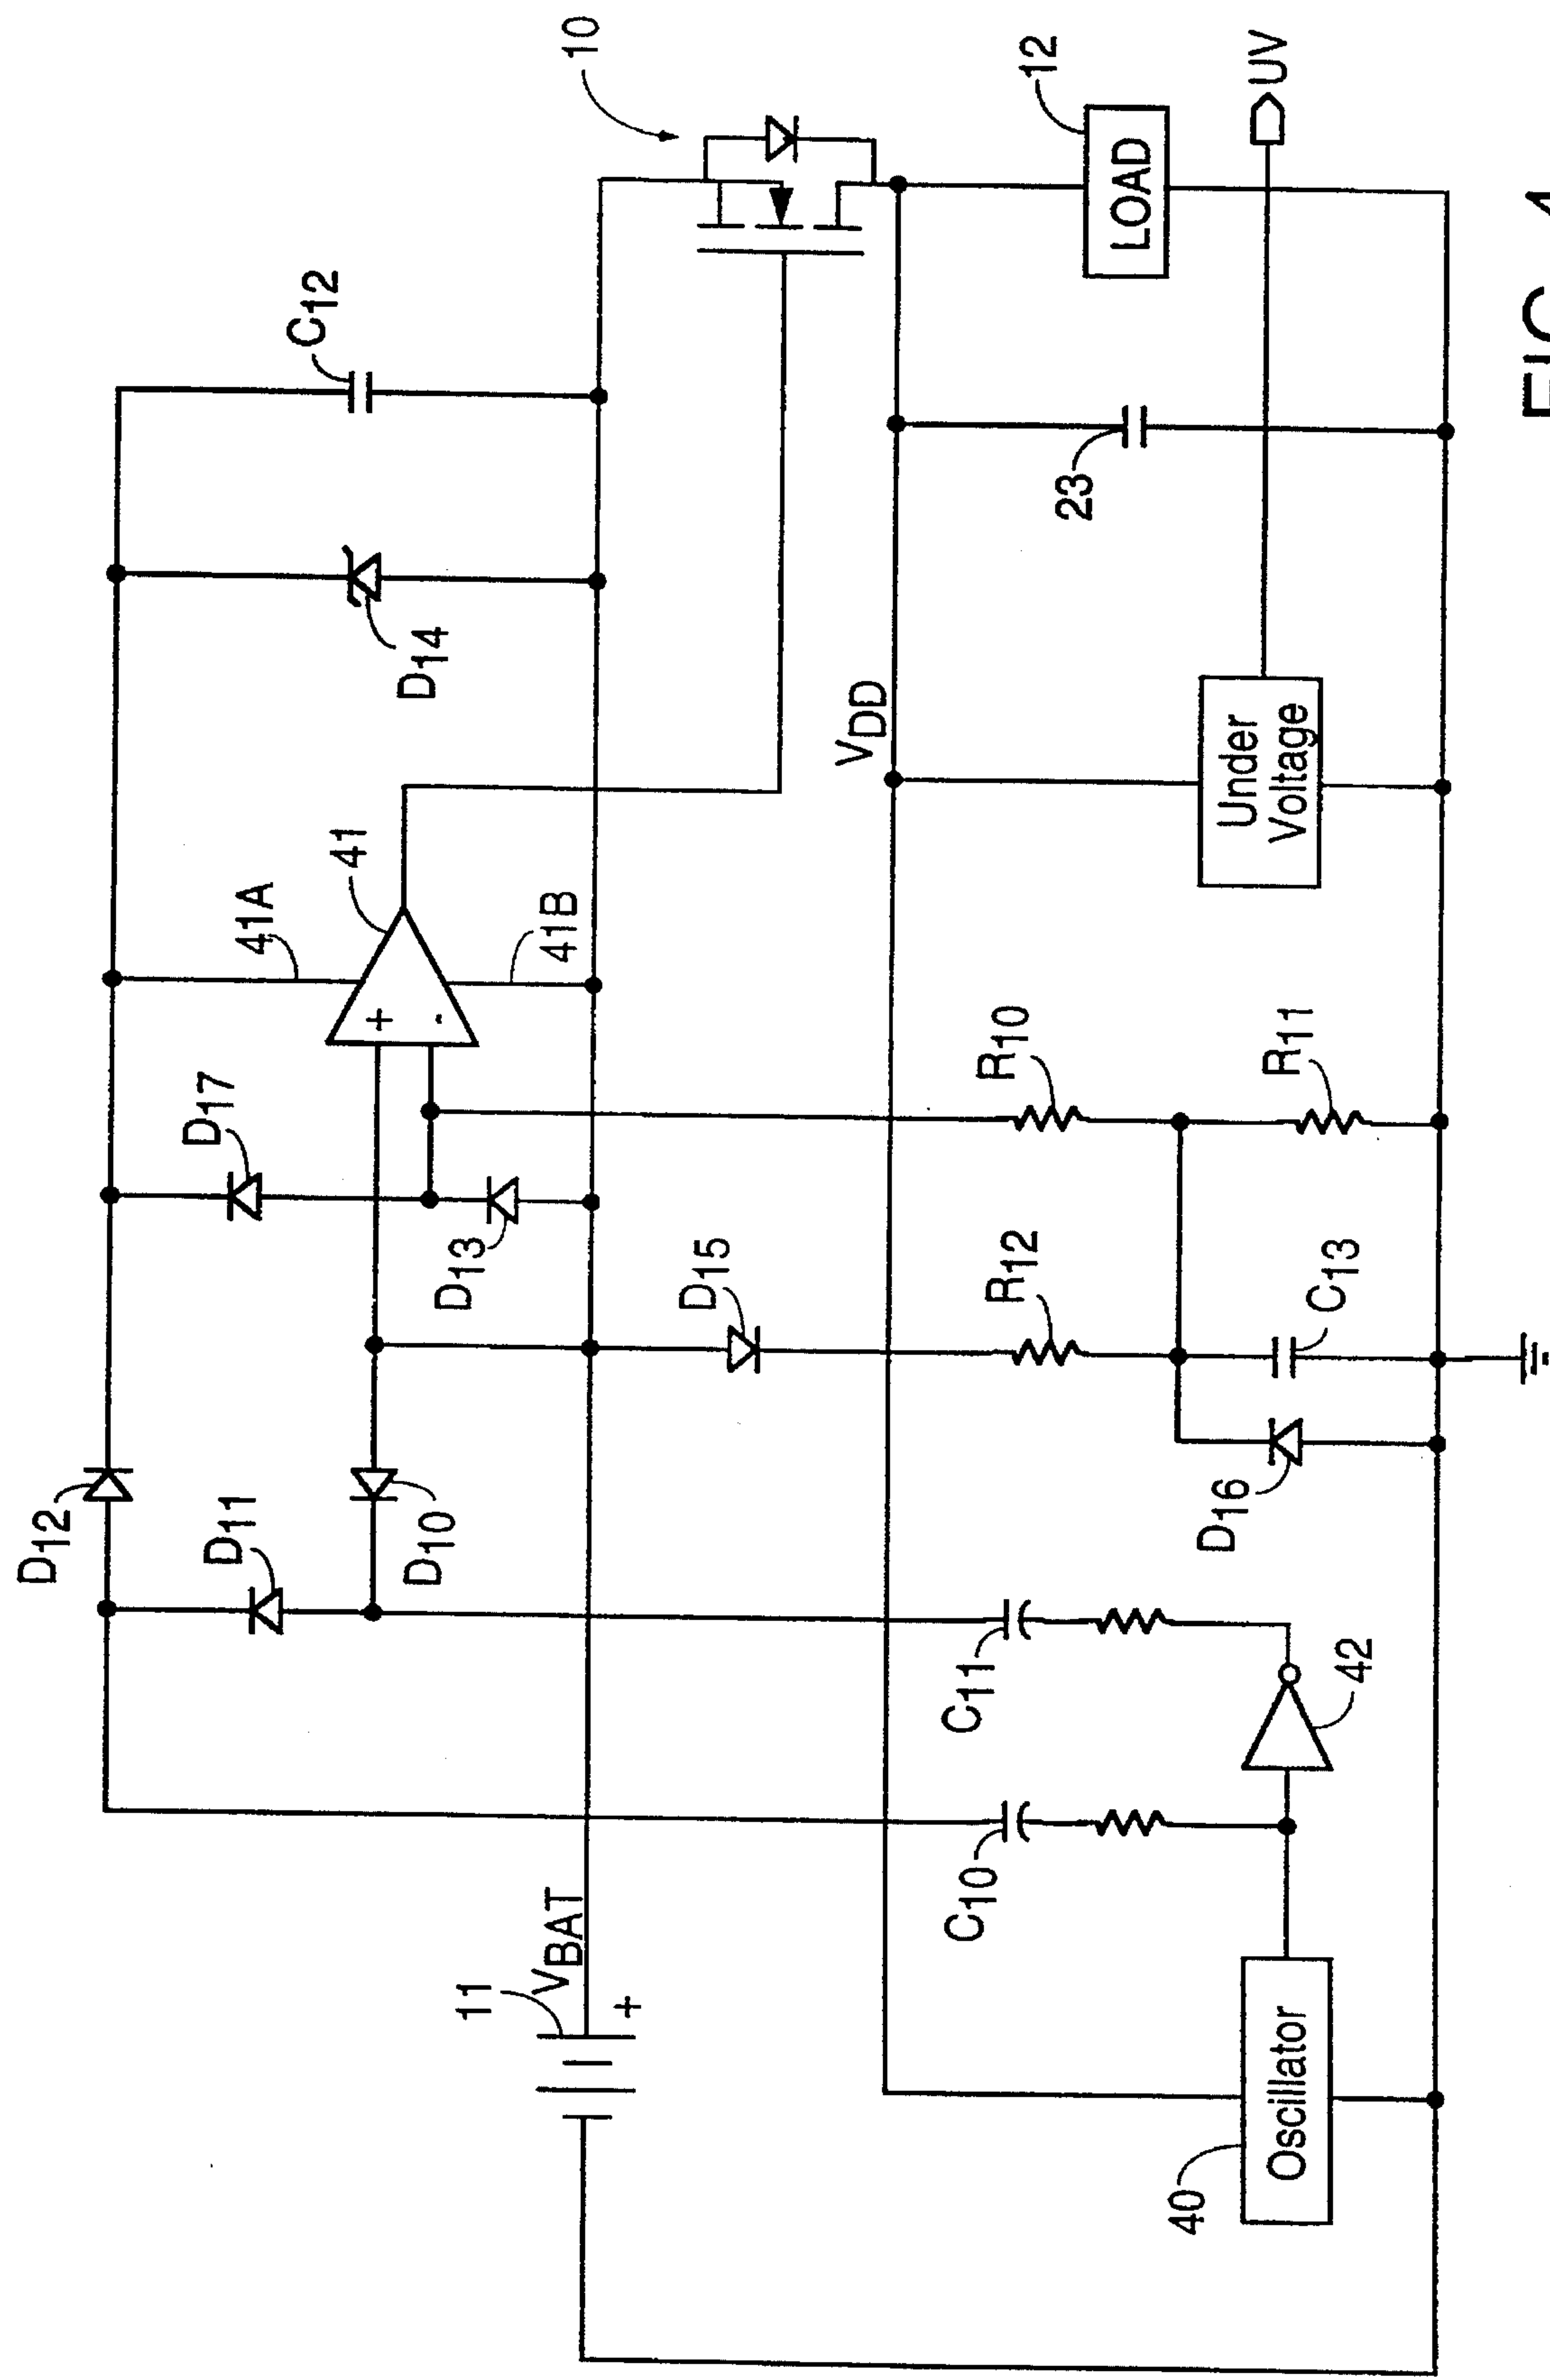 10
C12
D14
41
41A
41B
D17
D13
D12
D11
D10
D15
VBAT
11
+
+
-
VDD
12
LOAD
UV
23
Under
Voltage
R10
R11
R12
C13
D16
C11
C10
42
40
Oscillator
FIG.